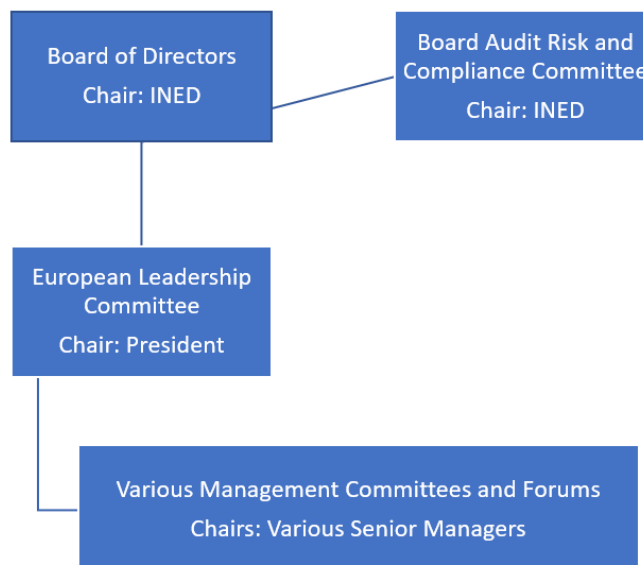 Board of Directors
Chair: INED
Board Audit Risk and
Compliance Committee
Chair: INED
European Leadership
Committee
Chair: President
Various Management Committees and Forums
Chairs: Various Senior Managers